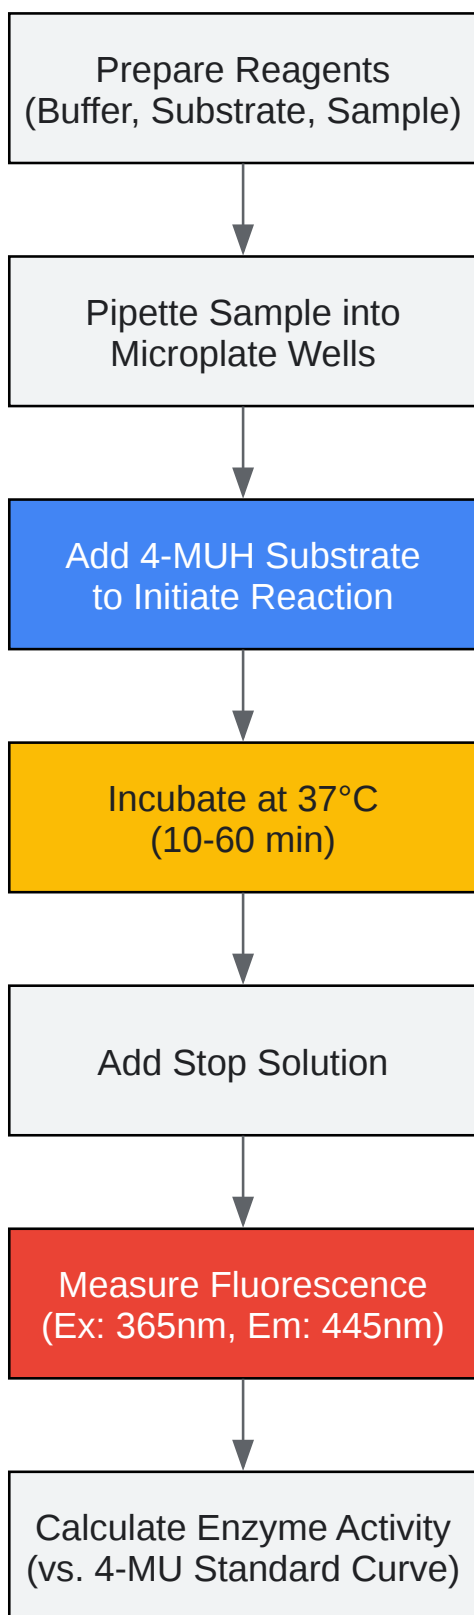 Prepare Reagents
(Buffer, Substrate, Sample)
Pipette Sample into
Microplate Wells
Add 4-MUH Substrate
to Initiate Reaction
Incubate at 37°C
(10-60 min)
Add Stop Solution
Measure Fluorescence
(Ex: 365nm, Em: 445nm)
Calculate Enzyme Activity
(vs. 4-MU Standard Curve)